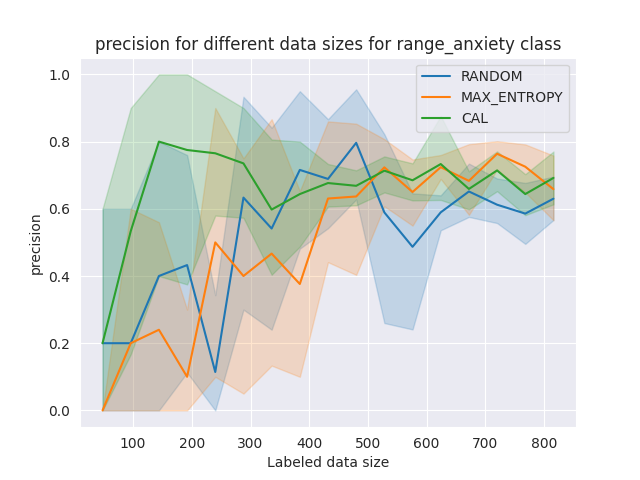 precision for different data sizes for range_anxiety class
RANDOM
MAX_ENTROPY
CAL
precision
1.0
0.8
0.6
0.4
0.2
0.0
100 200 300 400 500 600 700 800
Labeled data size